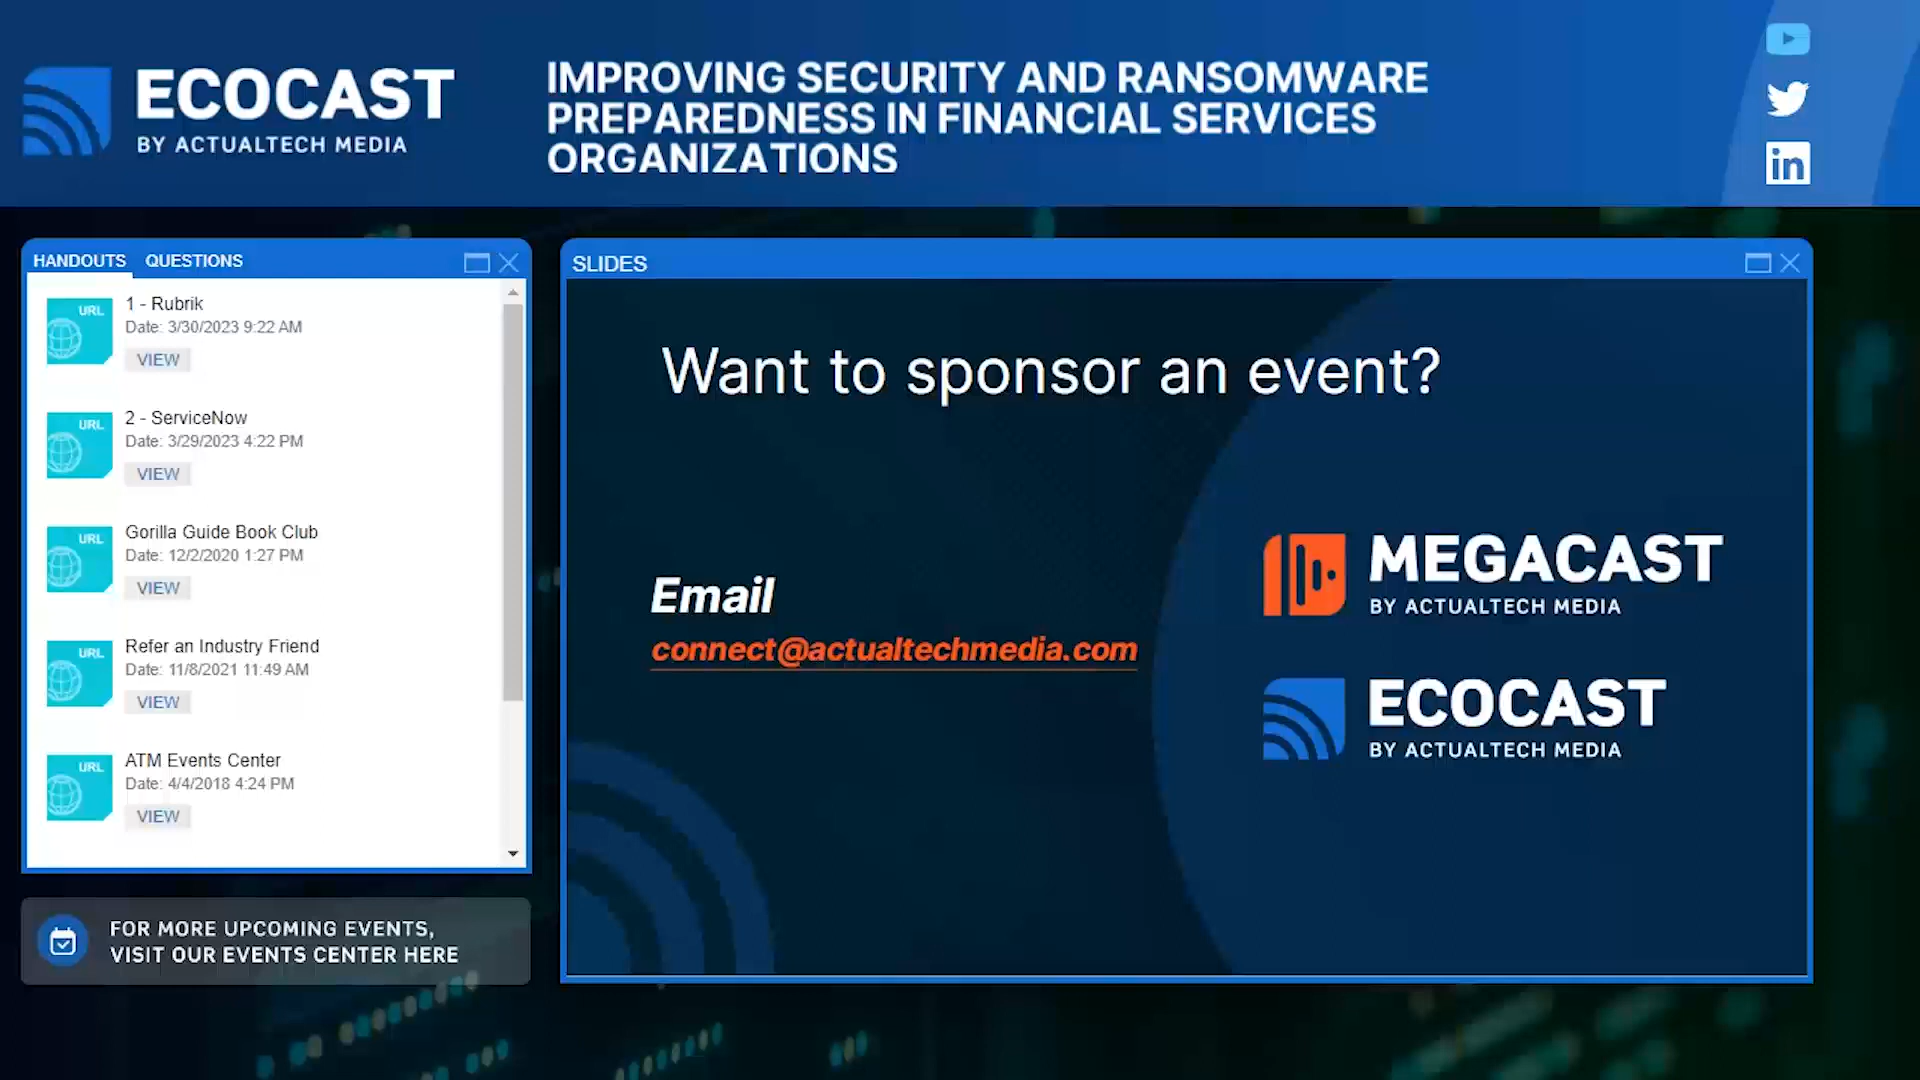 ECOCAST
BY ACTUALTECH MEDIA
IMPROVING SECURITY AND RANSOMWARE
PREPAREDNESS IN FINANCIAL SERVICES
ORGANIZATIONS
in
HANDOUTS QUESTIONS
URL
1 - Rubrik
Date: 3/30/2023 9:22 AM
VIEW
URL
2 - ServiceNow
Date: 3/29/2023 4:22 PM
VIEW
URL
Gorilla Guide Book Club
Date: 12/2/2020 1:27 PM
VIEW
URL
Refer an Industry Friend
Date: 11/8/2021 11:49 AM
VIEW
URL
ATM Events Center
Date: 4/4/2018 4:24 PM
VIEW
FOR MORE UPCOMING EVENTS,
VISIT OUR EVENTS CENTER HERE
SLIDES
Want to sponsor an event?
Email
connect@actualtechmedia.com
MEGACAST
BY ACTUALTECH MEDIA
ECOCAST
BY ACTUALTECH MEDIA